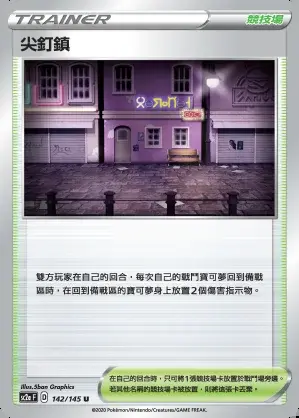 TRAINER 競技場
尖釘鎮
雙方玩家在自己的回合,每次自己的戰鬥寶可夢回到備戰
區時,在回到備戰區的寶可夢身上放置2個傷害指示物。
Illus.5ban Graphics
sc2a F D 142/145 U
在自己的回合時,只可將1張競技場卡放置於戰鬥場旁邊。
若其他名稱的競技場卡被放置,則將這張卡丟棄。
©2020 Pokémon/Nintendo/Creatures/GAME FREAK.